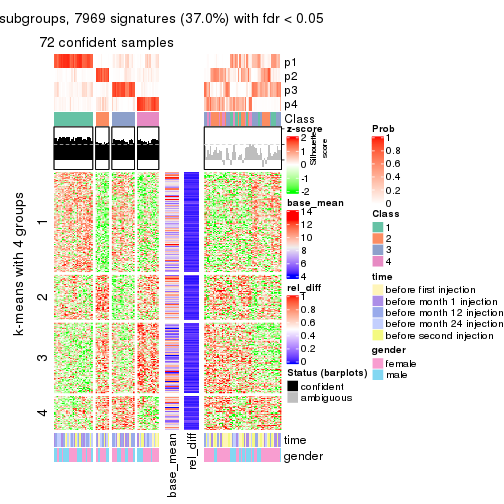 subgroups, 7969 signatures (37.0%) with fdr < 0.05
72 confident samples
p1
p2
p3
p4
Class
z-score
2
1
0
-1
-2
Silhouette
score
base_mean
14
12
10
8
6
4
rel_diff
1
0.8
0.6
0.4
0.2
0
Status (barplots)
confident
ambiguous
Prob
1
0.8
0.6
0.4
0.2
0
Class
1
2
3
4
time
before first injection
before month 1 injection
before month 12 injection
before month 24 injection
before second injection
gender
female
male
k-means with 4 groups
1
2
3
4
time
gender
base_mean
rel_diff